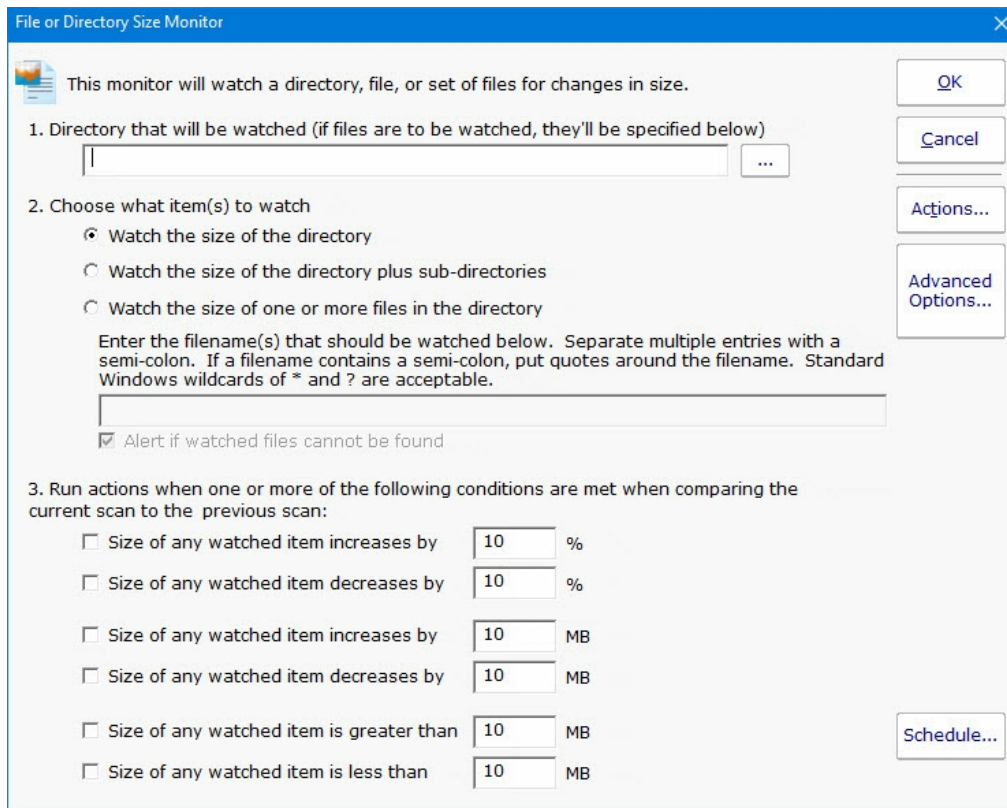 File or Directory Size Monitor
This monitor will watch a directory, file, or set of files for changes in size.
OK
1. Directory that will be watched (if files are to be watched, they'll be specified below)
Cancel
...
2. Choose what item(s) to watch
Actions...
Watch the size of the directory
Watch the size of the directory plus sub-directories
Advanced
Options...
Watch the size of one or more files in the directory
Enter the filename(s) that should be watched below.  Separate multiple entries with a
semi-colon.  If a filename contains a semi-colon, put quotes around the filename.  Standard
Windows wildcards of * and ? are acceptable.
Alert if watched files cannot be found
3. Run actions when one or more of the following conditions are met when comparing the
current scan to the previous scan:
Size of any watched item increases by 10 %
Size of any watched item decreases by 10 %
Size of any watched item increases by 10 MB
Size of any watched item decreases by 10 MB
Size of any watched item is greater than 10 MB
Schedule...
Size of any watched item is less than 10 MB